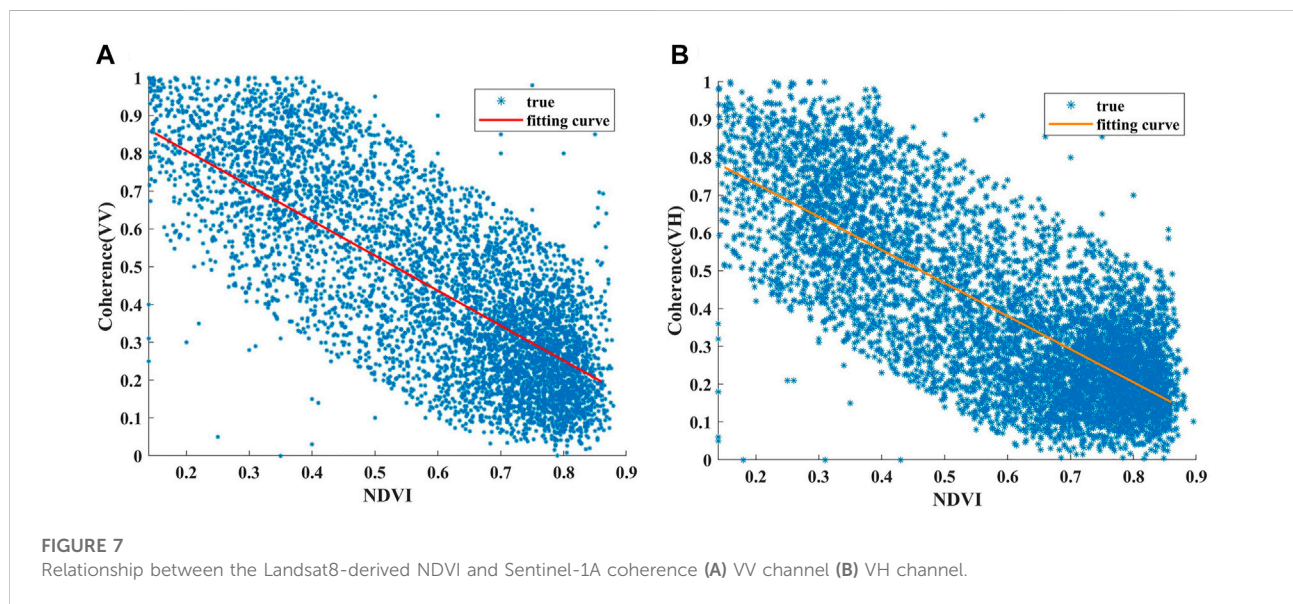 A
Coherence(VV)
1
0.9
0.8
0.7
0.6
0.5
0.4
0.3
0.2
0.1
0
true
fitting curve
0.2 0.3 0.4 0.5 0.6 0.7 0.8 0.9
NDVI
B
Coherence(VH)
1
0.9
0.8
0.7
0.6
0.5
0.4
0.3
0.2
0.1
0
true
fitting curve
0.2 0.3 0.4 0.5 0.6 0.7 0.8 0.9
NDVI
FIGURE 7
Relationship between the Landsat8-derived NDVI and Sentinel-1A coherence (A) VV channel (B) VH channel.